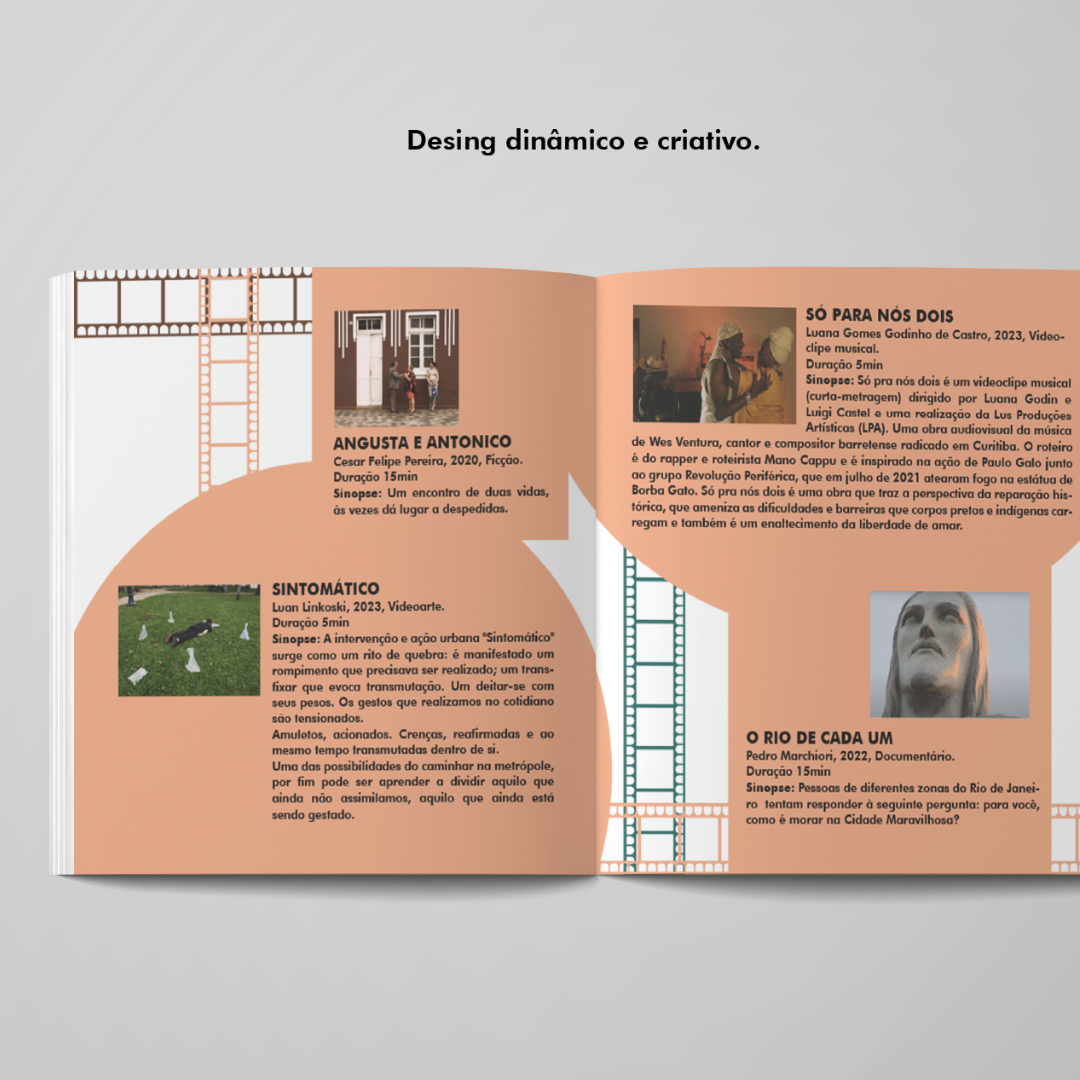 Desing dinâmico e criativo.
ANGUSTA E ANTONICO
Cesar Felipe Pereira, 2020, Ficção.
Duração 15min
Sinopse: Um encontro de duas vidas,
às vezes dá lugar a despedidas.
SINTOMÁTICO
Luan Linkoski, 2023, Videoarte.
Duração 5min
Sinopse: A intervenção e ação urbana "Sintomático"
surge como um rito de quebra: é manifestado um
rompimento que precisava ser realizado; um trans-
fixar que evoca transmutação. Um deitar-se com
seus pesos. Os gestos que realizamos no cotidiano
são tensionados.
Amuletos, acionados. Crenças, reafirmadas e ao
mesmo tempo transmutadas dentro de si.
Uma das possibilidades do caminhar na metrópole,
por fim pode ser aprender a dividir aquilo que
ainda não assimilamos, aquilo que ainda está
sendo gestado.
SÓ PARA NÓS DOIS
Luana Gomes Godinho de Castro, 2023, Video-
clipe musical.
Duração 5min
Sinopse: Só pra nós dois é um videoclipe musical
(curta-metragem) dirigido por Luana Godin e
Luigi Castel e uma realização da Lus Produções
Artísticas (LPA). Uma obra audiovisual da música
de Wes Ventura, cantor e compositor barretense radicado em Curitiba. O roteiro
é do rapper e roteirista Mano Cappu e é inspirado na ação de Paulo Galo junto
ao grupo Revolução Periférica, que em julho de 2021 atearam fogo na estátua de
Borba Gato. Só pra nós dois é uma obra que traz a perspectiva da reparação his-
tórica, que ameniza as dificuldades e barreiras que corpos pretos e indígenas car-
regam e também é um enaltecimento da liberdade de amar.
O RIO DE CADA UM
Pedro Marchiori, 2022, Documentário.
Duração 15min
Sinopse: Pessoas de diferentes zonas do Rio de Janei-
ro tentam responder à seguinte pergunta: para você,
como é morar na Cidade Maravilhosa?